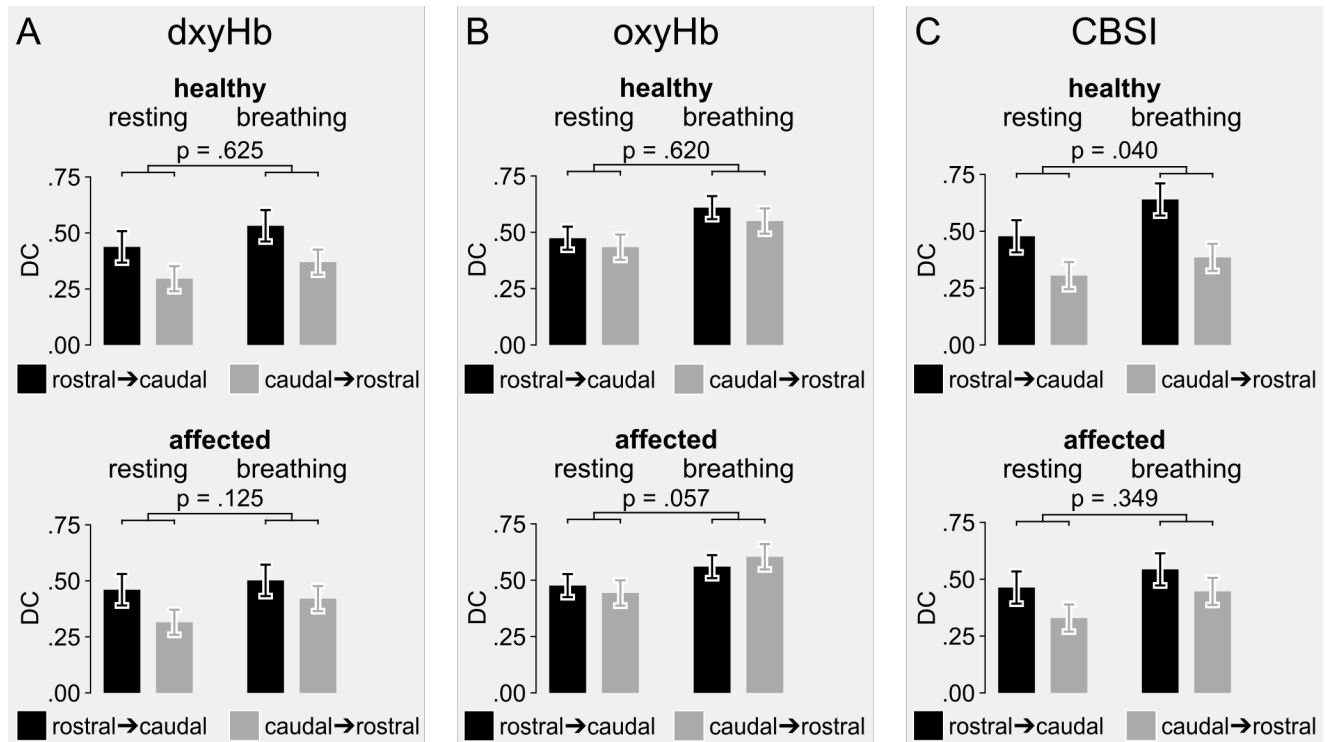 A dxyHb
healthy
resting breathing
p = .625
.75
.50
.25
.00
DC
rostral➔caudal caudal➔rostral
affected
resting breathing
p = .125
.75
.50
.25
.00
DC
rostral➔caudal caudal➔rostral
B oxyHb
healthy
resting breathing
p = .620
.75
.50
.25
.00
DC
rostral➔caudal caudal➔rostral
affected
resting breathing
p = .057
.75
.50
.25
.00
DC
rostral➔caudal caudal➔rostral
C CBSI
healthy
resting breathing
p = .040
.75
.50
.25
.00
DC
rostral➔caudal caudal➔rostral
affected
resting breathing
p = .349
.75
.50
.25
.00
DC
rostral➔caudal caudal➔rostral